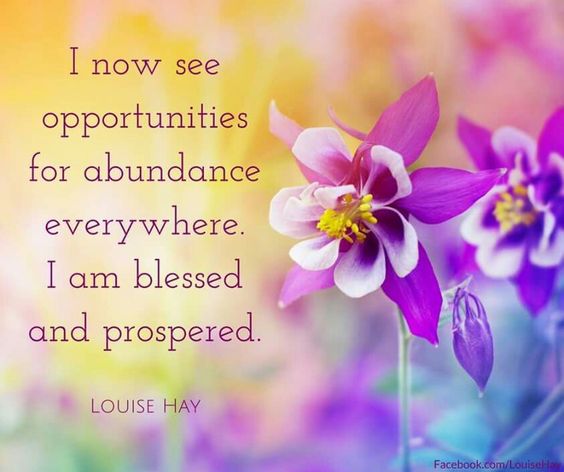 I now see
opportunities
for abundance
everywhere.
I am blessed
and prospered.
Louise Hay
Facebook.com/LouiseHay